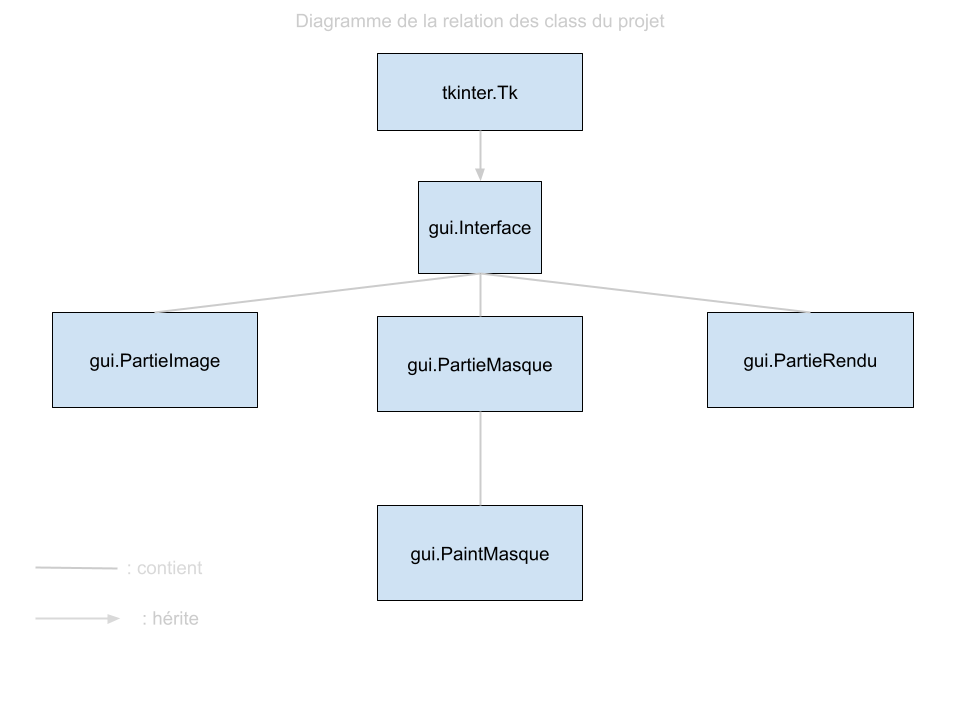 Diagramme de la relation des class du projet
tkinter.Tk
gui.Interface
gui.PartieImage
gui.PartieMasque
gui.PartieRendu
gui.PaintMasque
: contient
: hérite